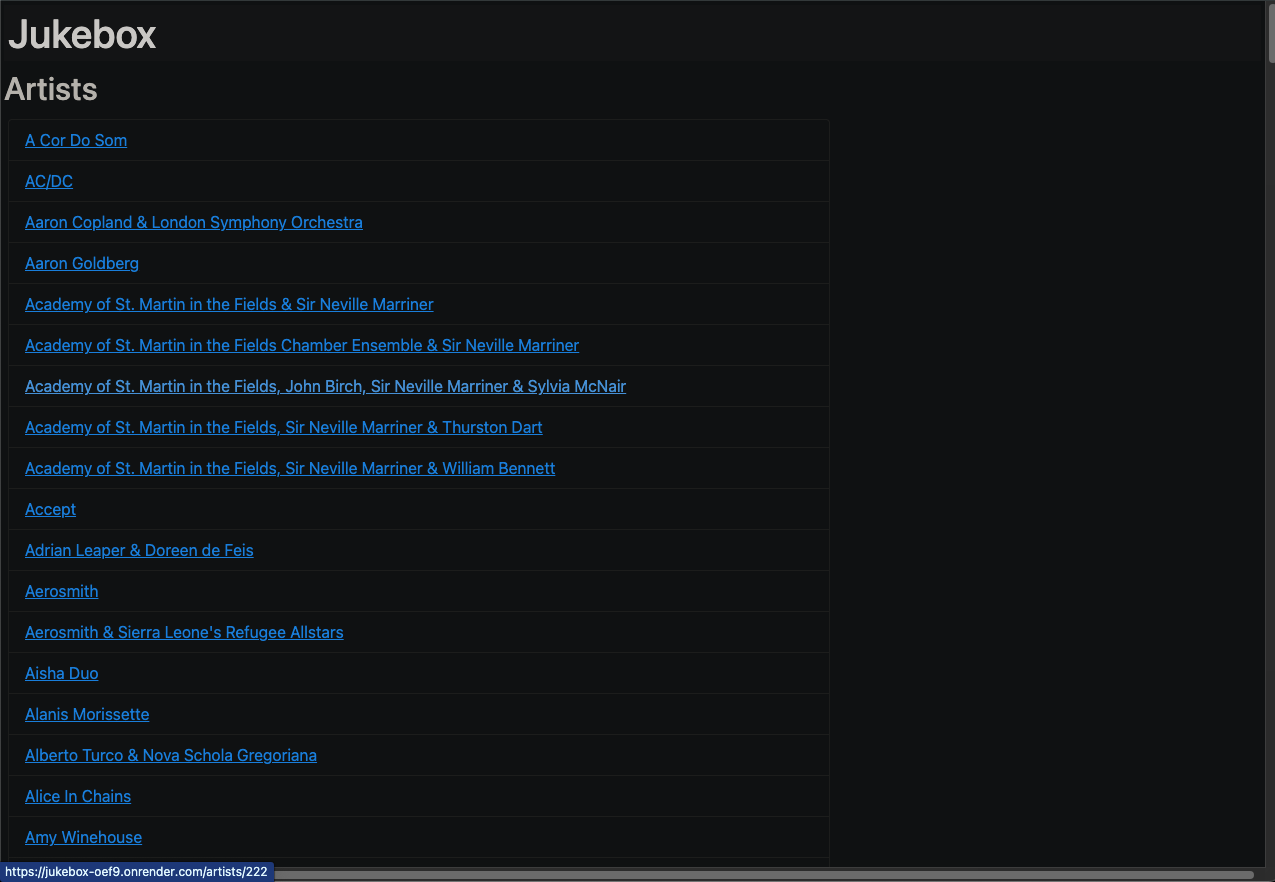 Jukebox
Artists
A Cor Do Som
AC/DC
Aaron Copland & London Symphony Orchestra
Aaron Goldberg
Academy of St. Martin in the Fields & Sir Neville Marriner
Academy of St. Martin in the Fields Chamber Ensemble & Sir Neville Marriner
Academy of St. Martin in the Fields, John Birch, Sir Neville Marriner & Sylvia McNair
Academy of St. Martin in the Fields, Sir Neville Marriner & Thurston Dart
Academy of St. Martin in the Fields, Sir Neville Marriner & William Bennett
Accept
Adrian Leaper & Doreen de Feis
Aerosmith
Aerosmith & Sierra Leone's Refugee Allstars
Aisha Duo
Alanis Morissette
Alberto Turco & Nova Schola Gregoriana
Alice In Chains
Amy Winehouse
https://jukebox-oef9.onrender.com/artists/222